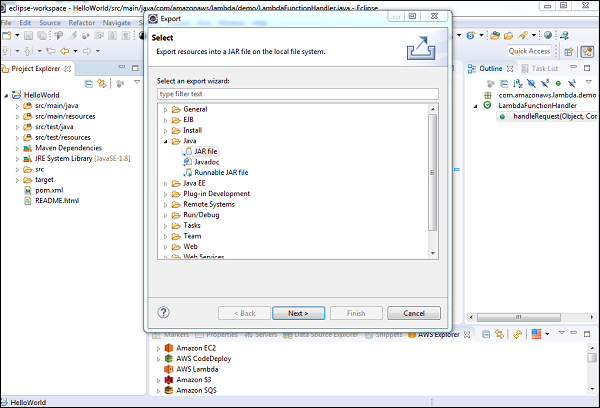 eclipse-workspace - HelloWorld/src/main/java/com/amazonaws/lambda/demo/LambdaFunctionHandler.java - Eclipse
File Edit Source Refactor Navigate
Quick Access
Project Explorer
HelloWorld
src/main/java
src/main/resources
src/test/java
src/test/resources
Maven Dependencies
JRE System Library [JavaSE-1.8]
src
target
pom.xml
README.html
Export
Select
Export resources into a JAR file on the local file system.
Select an export wizard:
type filter text
General
EJB
Install
Java
JAR file
Javadoc
Runnable JAR file
Java EE
Plug-in Development
Remote Systems
Run/Debug
Tasks
Team
Web
Web Services
< Back
Next >
Finish
Cancel
Outline
Task List
com.amazonaws.lambda.demo
LambdaFunctionHandler
handleRequest(Object, Con
Markers
Properties
Servers
Data Source Explorer
Snippets
AWS Explorer
Amazon EC2
AWS CodeDeploy
AWS Lambda
Amazon S3
Amazon SQS
HelloWorld